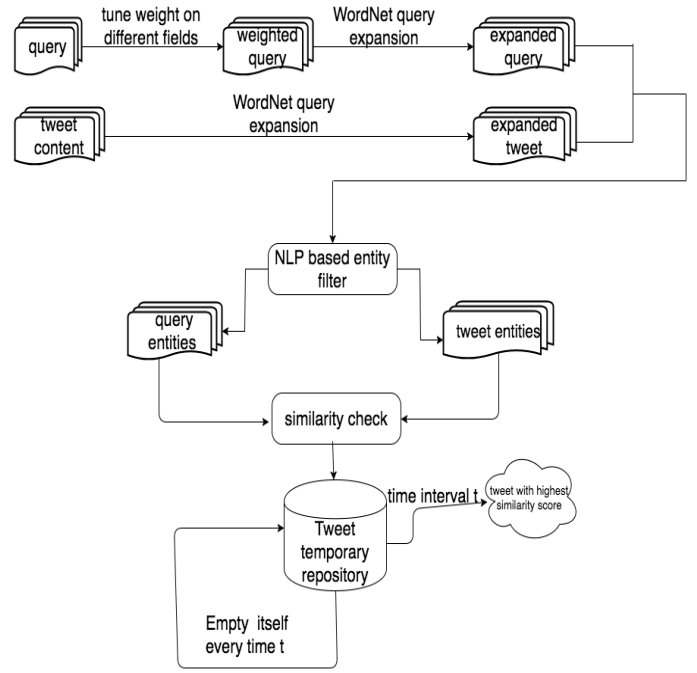 tune weight on
different fields
WordNet query
expansion
query
weighted
query
expanded
query
WordNet query
expansion
tweet
content
expanded
tweet
NLP based entity
filter
query
entities
tweet entities
similarity check
time interval t
tweet with highest
similarity score
Tweet
temporary
repository
Empty itself
every time t